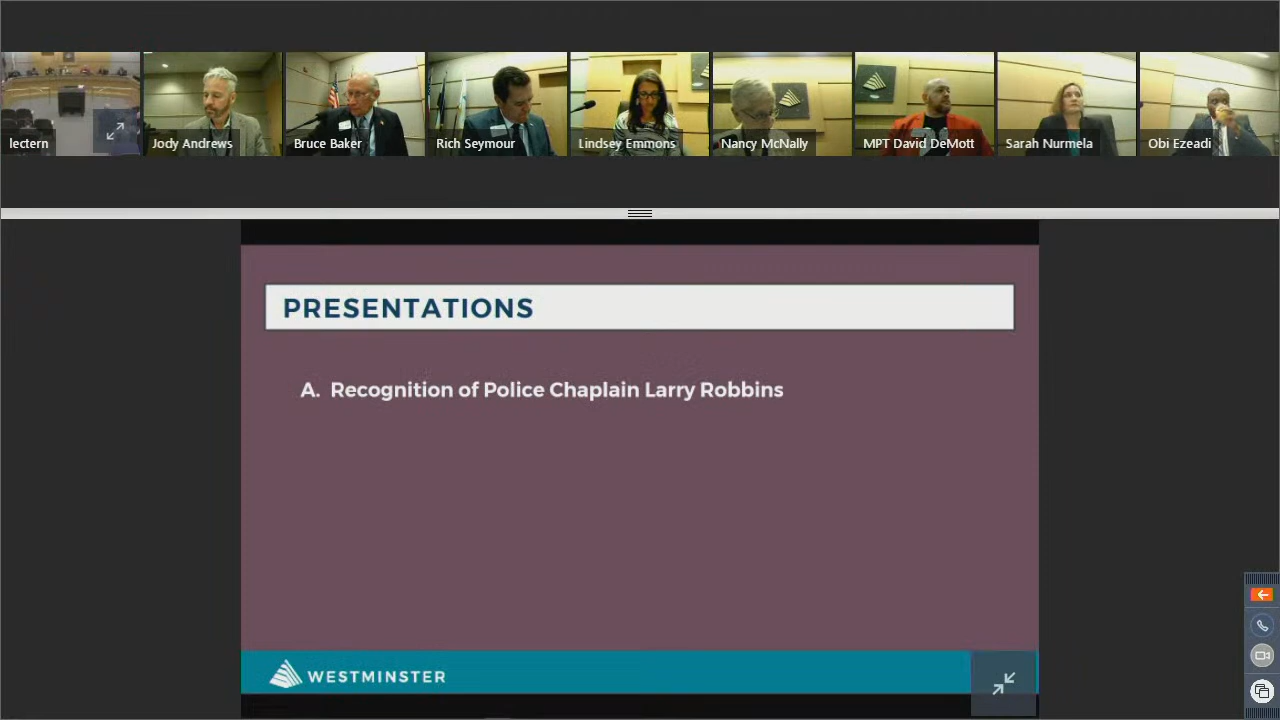 lectern
Jody Andrews
Bruce Baker
Rich Seymour
Lindsey Emmons
Nancy McNally
MPT David DeMott
Sarah Nurmela
Obi Ezeadi
PRESENTATIONS
A. Recognition of Police Chaplain Larry Robbins
WESTMINSTER